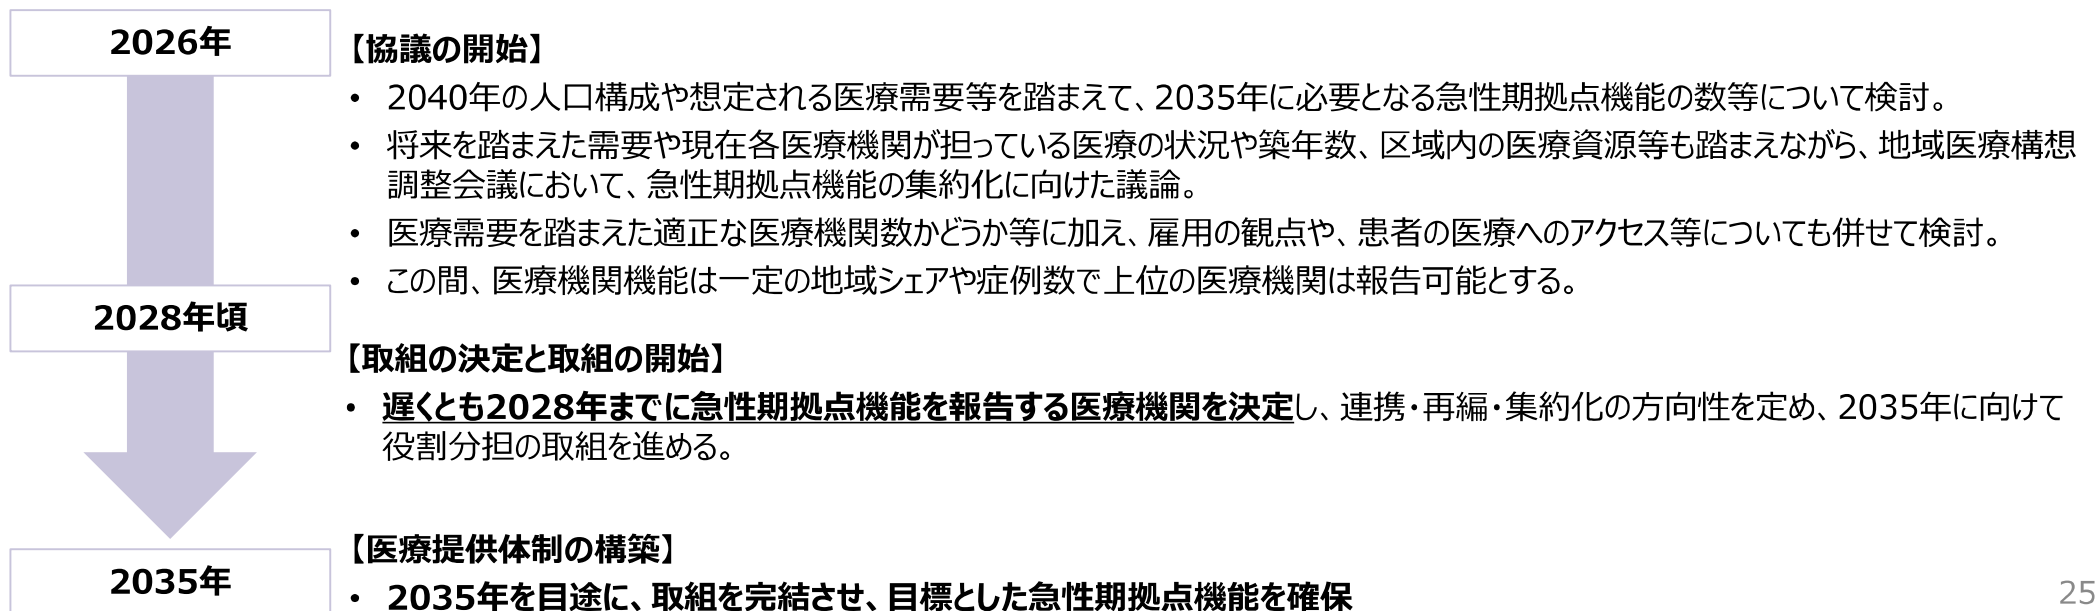 2026年
【協議の開始】
• 2040年の人口構成や想定される医療需要等を踏まえて、2035年に必要となる急性期拠点機能の数等について検討。
• 将来を踏まえた需要や現在各医療機関が担っている医療の状況や築年数、区域内の医療資源等も踏まえながら、地域医療構想
調整会議において、急性期拠点機能の集約化に向けた議論。
• 医療需要を踏まえた適正な医療機関数かどうか等に加え、雇用の観点や、患者の医療へのアクセス等についても併せて検討。
• この間、医療機関機能は一定の地域シェアや症例数で上位の医療機関は報告可能とする。
2028年頃
【取組の決定と取組の開始】
• 遅くとも2028年までに急性期拠点機能を報告する医療機関を決定し、連携・再編・集約化の方向性を定め、2035年に向けて
役割分担の取組を進める。
2035年
【医療提供体制の構築】
• 2035年を目途に、取組を完結させ、目標とした急性期拠点機能を確保
25